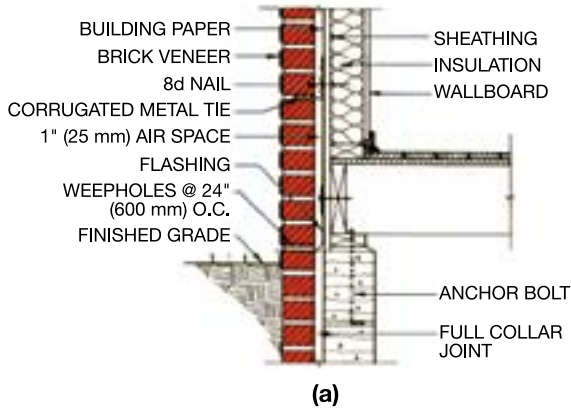 BUILDING PAPER
BRICK VENEER
8d NAIL
CORRUGATED METAL TIE
1" (25 mm) AIR SPACE
FLASHING
WEEPHOLES @ 24"
(600 mm) O.C.
FINISHED GRADE
SHEATHING
INSULATION
WALLBOARD
ANCHOR BOLT
FULL COLLAR
JOINT
(a)